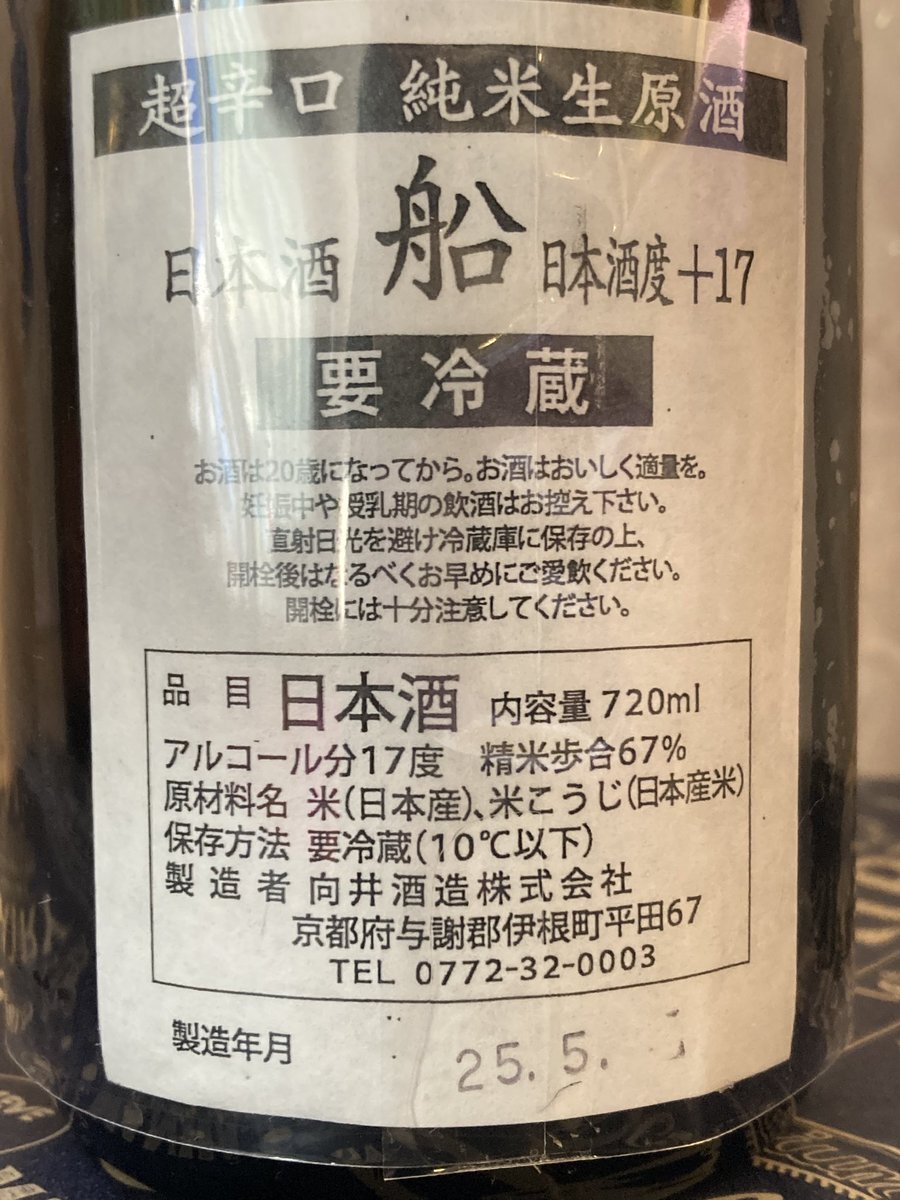 超辛口 純米生原酒
日本酒 船 日本酒度+17
要冷蔵
お酒は20歳になってから。お酒はおいしく適量を。
妊娠中や授乳期の飲酒はお控え下さい。
直射日光を避け冷蔵庫に保存の上、
開栓後はなるべくお早めにご愛飲ください。
開栓には十分注意してください。
品 目 日本酒 内容量 720ml
アルコール分17度 精米歩合67%
原材料名 米(日本産)、米こうじ(日本産米)
保存方法 要冷蔵(10℃以下)
製造者 向井酒造株式会社
京都府与謝郡伊根町平田67
TEL 0772-32-0003
製造年月 25.5.